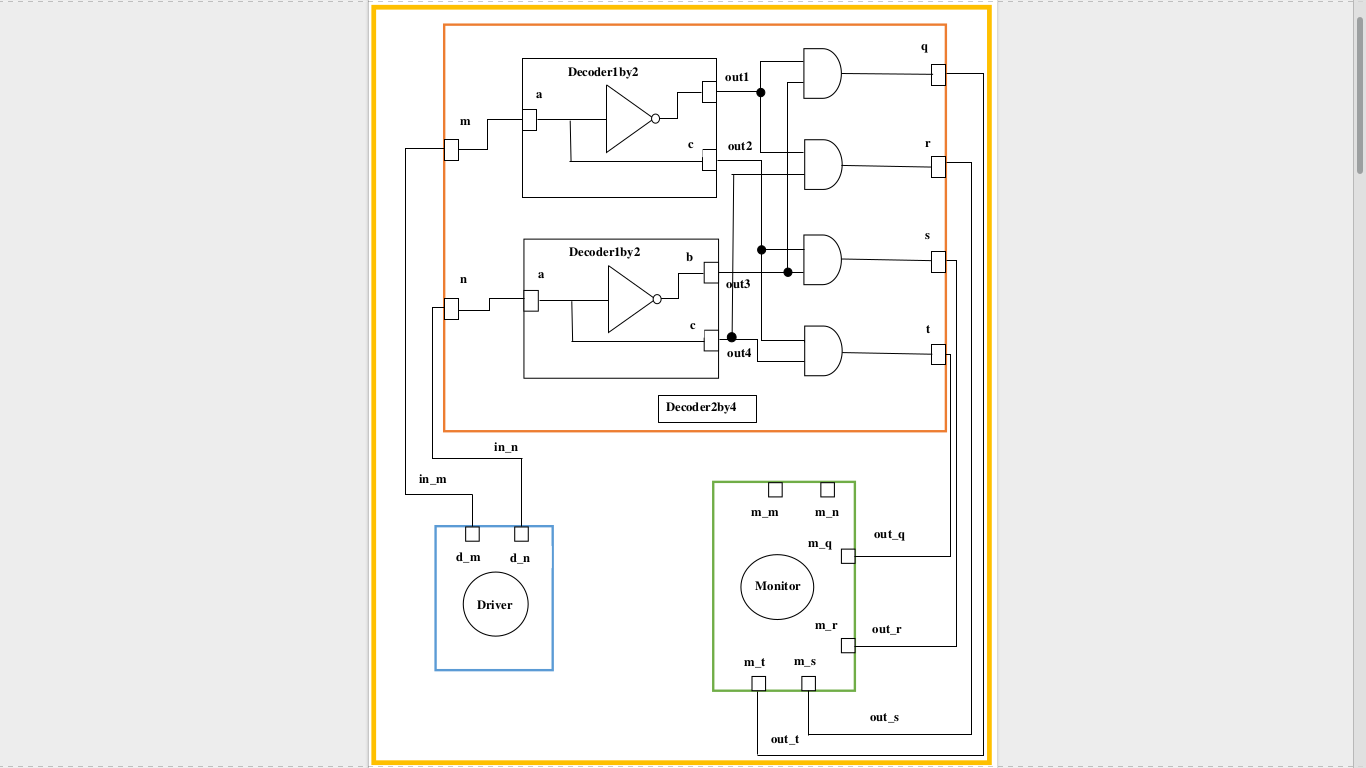 q
Decoder1by2
out1
a
m
c
out2
r
s
Decoder1by2
b
a
n
out3
c
t
out4
Decoder2by4
in_n
in_m
m_m
m_n
out_q
m_q
d_m
d_n
Monitor
Driver
m_r
out_r
m_t
m_s
out_s
out_t